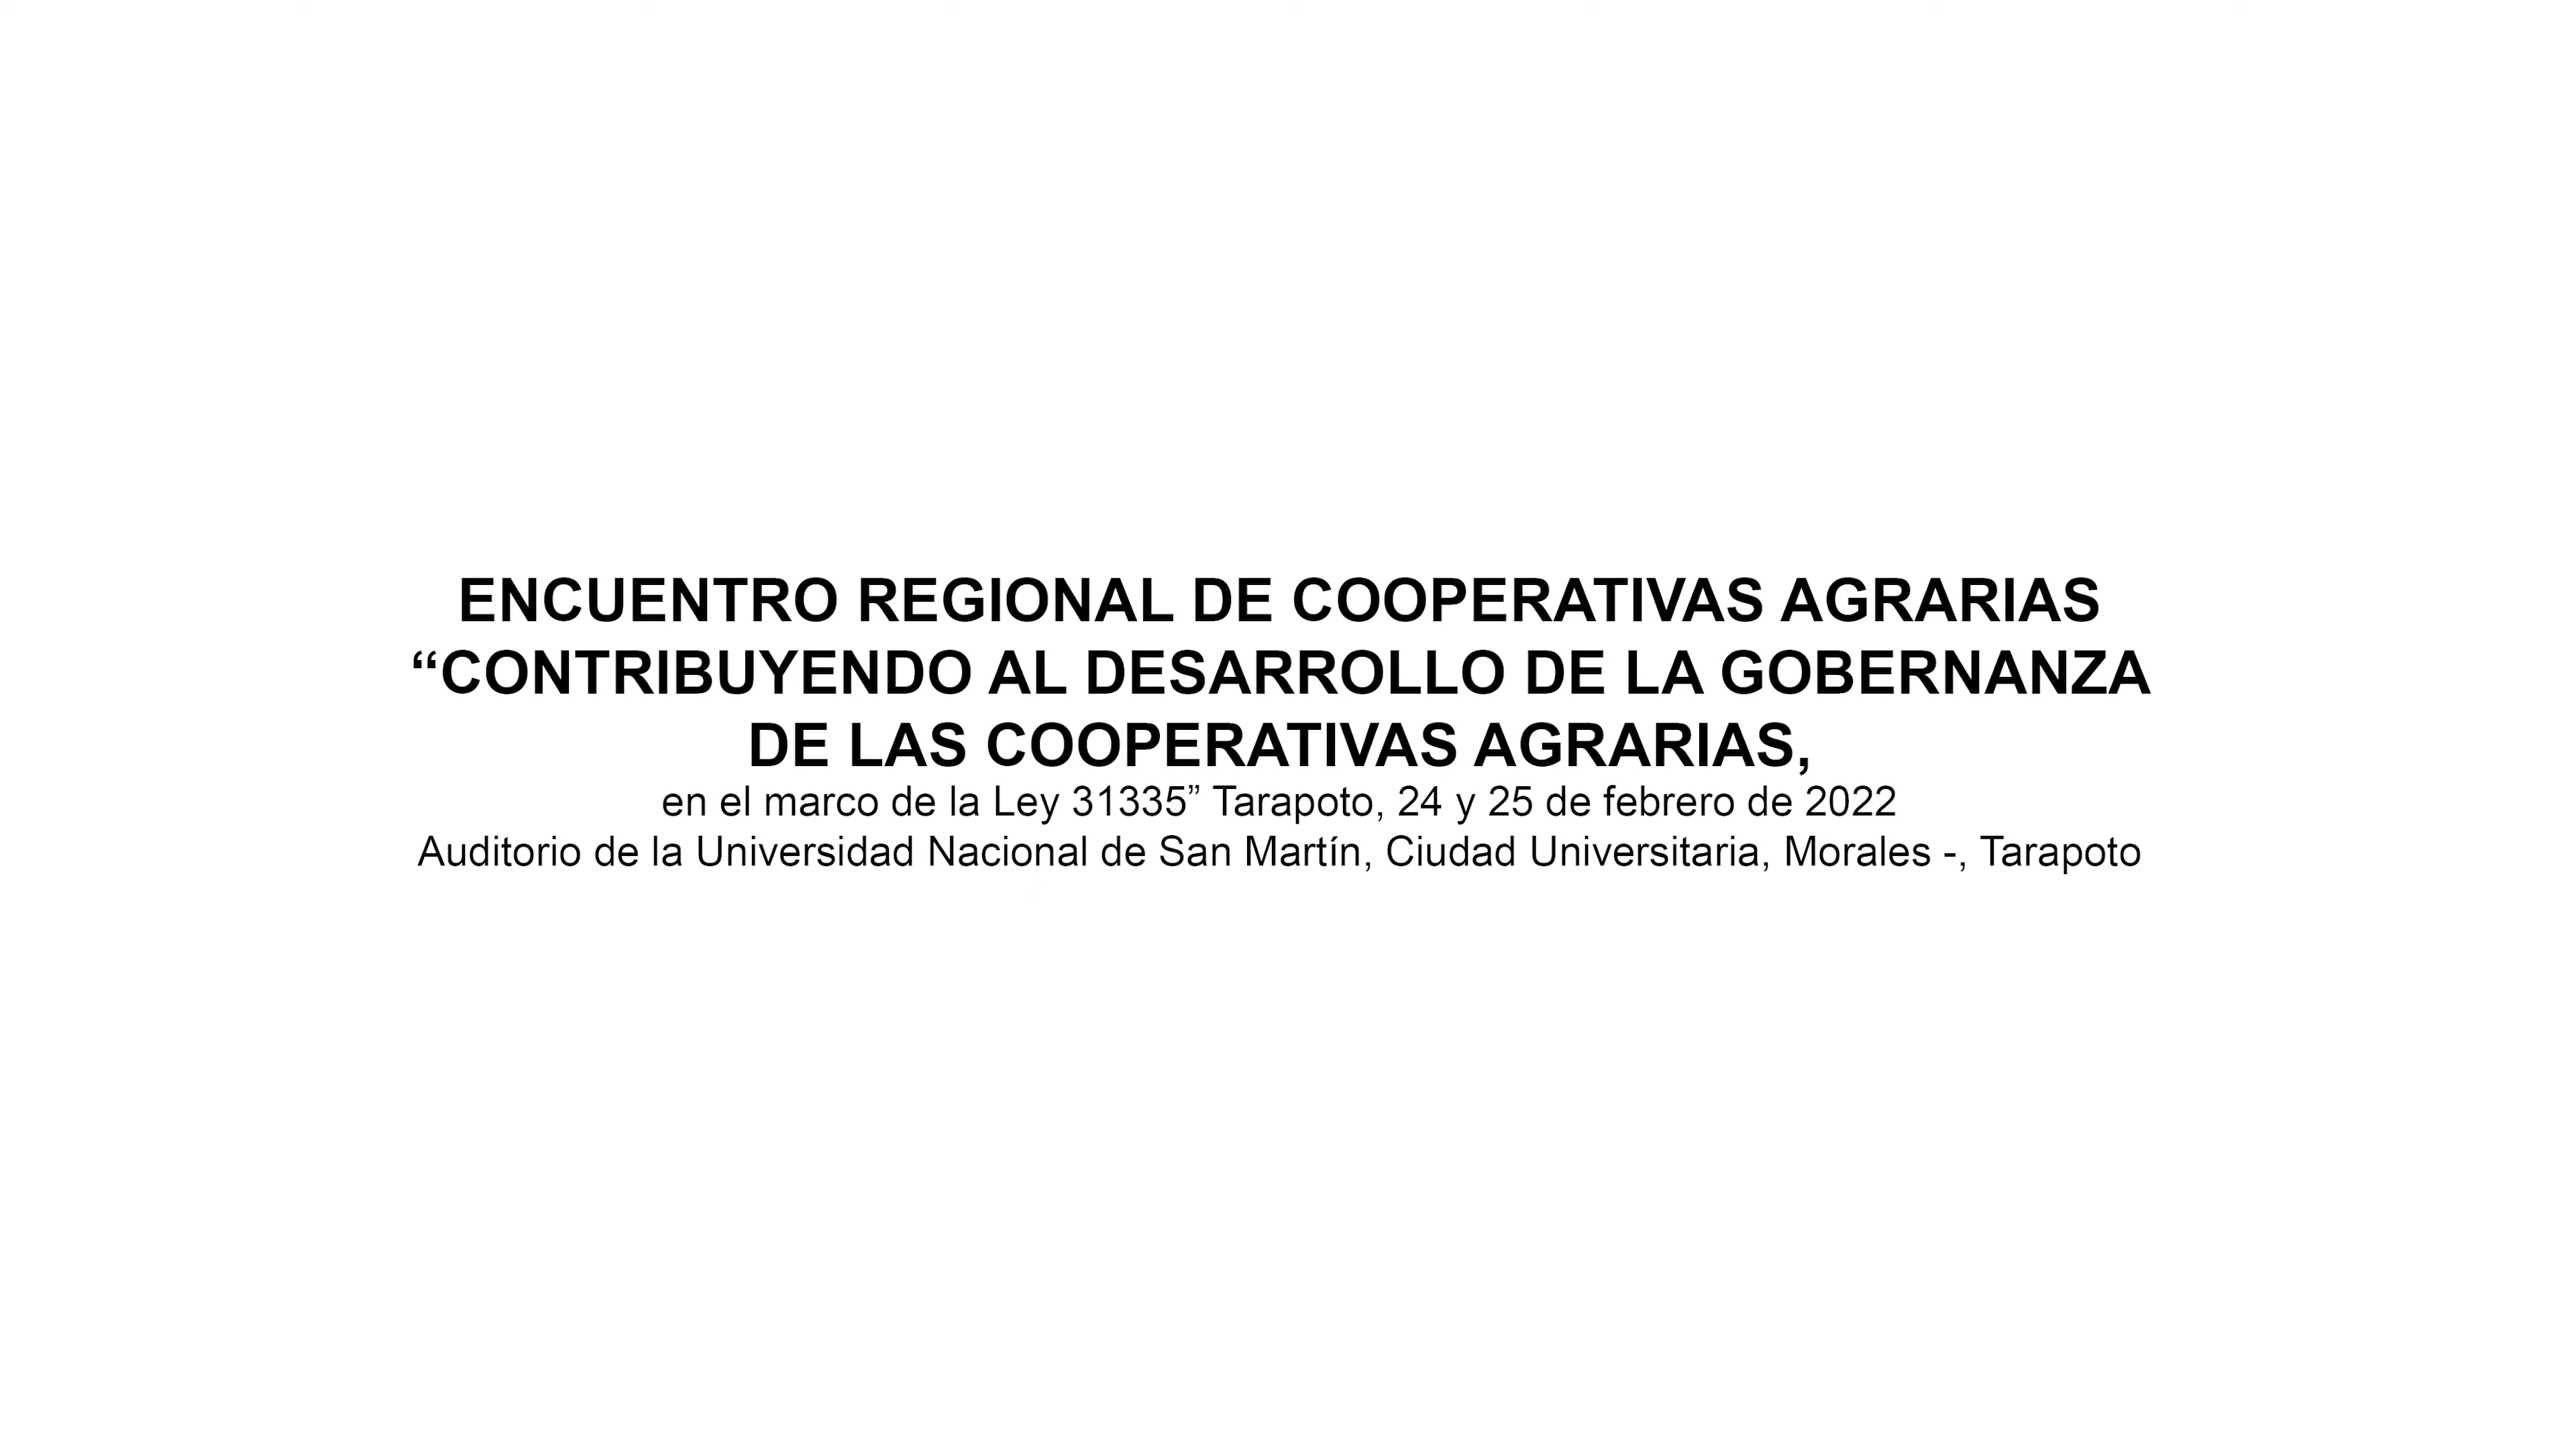 ENCUENTRO REGIONAL DE COOPERATIVAS AGRARIAS
“CONTRIBUYENDO AL DESARROLLO DE LA GOBERNANZA
DE LAS COOPERATIVAS AGRARIAS,
en el marco de la Ley 31335” Tarapoto, 24 y 25 de febrero de 2022
Auditorio de la Universidad Nacional de San Martín, Ciudad Universitaria, Morales -, Tarapoto